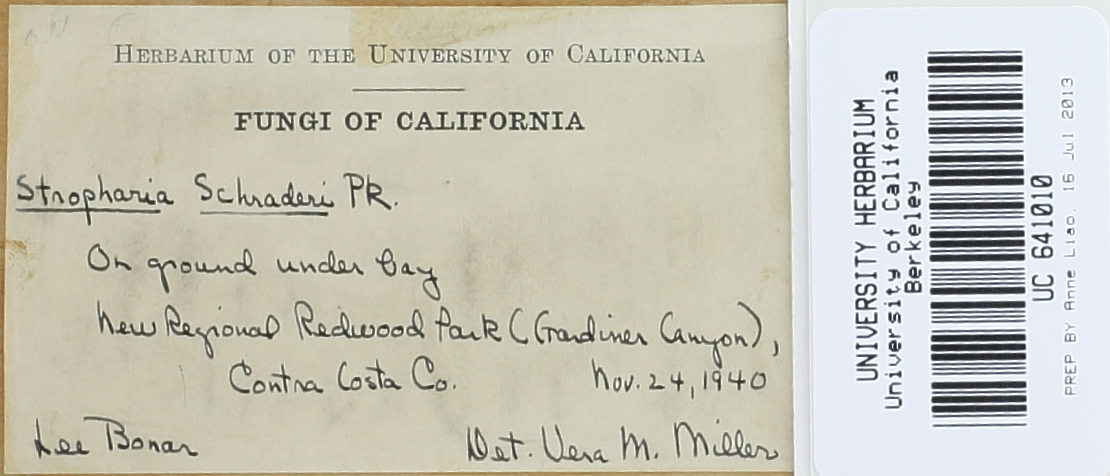 HERBARIUM OF THE UNIVERSITY OF CALIFORNIA
FUNGI OF CALIFORNIA
Stropharia Schraderi PK.
On ground under bay
New Regional Redwood Park (Gardiner Canyon),
Contra Costa Co. Nov. 24, 1940
Lee Bonar Det. Vera M. Miller
UNIVERSITY HERBARIUM
University of California
Berkeley
UC 641010
PREP BY Anne Liao, 16 Jul 2013